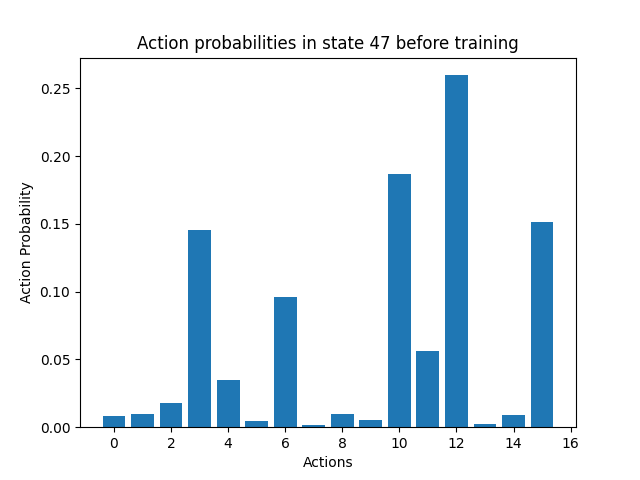 Action probabilities in state 47 before training
0.25
0.20
0.15
0.10
0.05
0.00
Action Probability
0 2 4 6 8 10 12 14 16
Actions